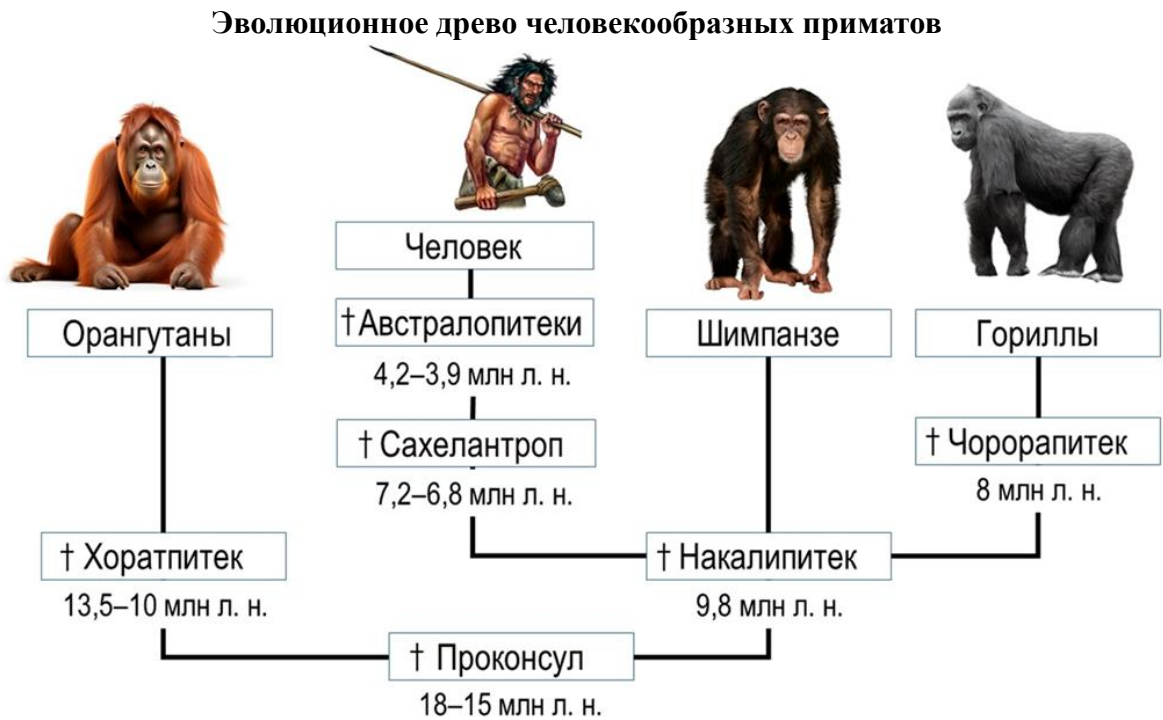 Эволюционное древо человекообразных приматов
Человек
Орангутаны
†Австралопитеки
Шимпанзе
Гориллы
4,2–3,9 млн л. н.
† Сахелантроп
† Чорорапитек
7,2–6,8 млн л. н.
8 млн л. н.
† Хоратпитек
† Накалипитек
13,5–10 млн л. н.
9,8 млн л. н.
† Проконсул
18–15 млн л. н.